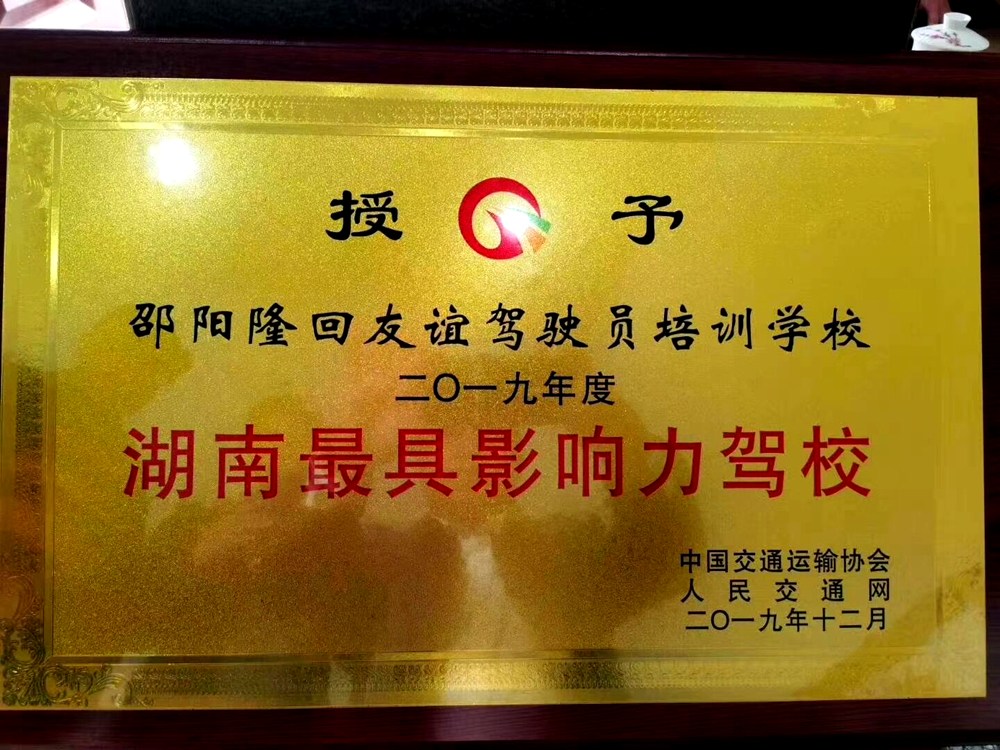 授 予
邵阳隆回友谊驾驶员培训学校
二〇一九年度
湖南最具影响力驾校
中国交通运输协会
人民交通网
二〇一九年十二月